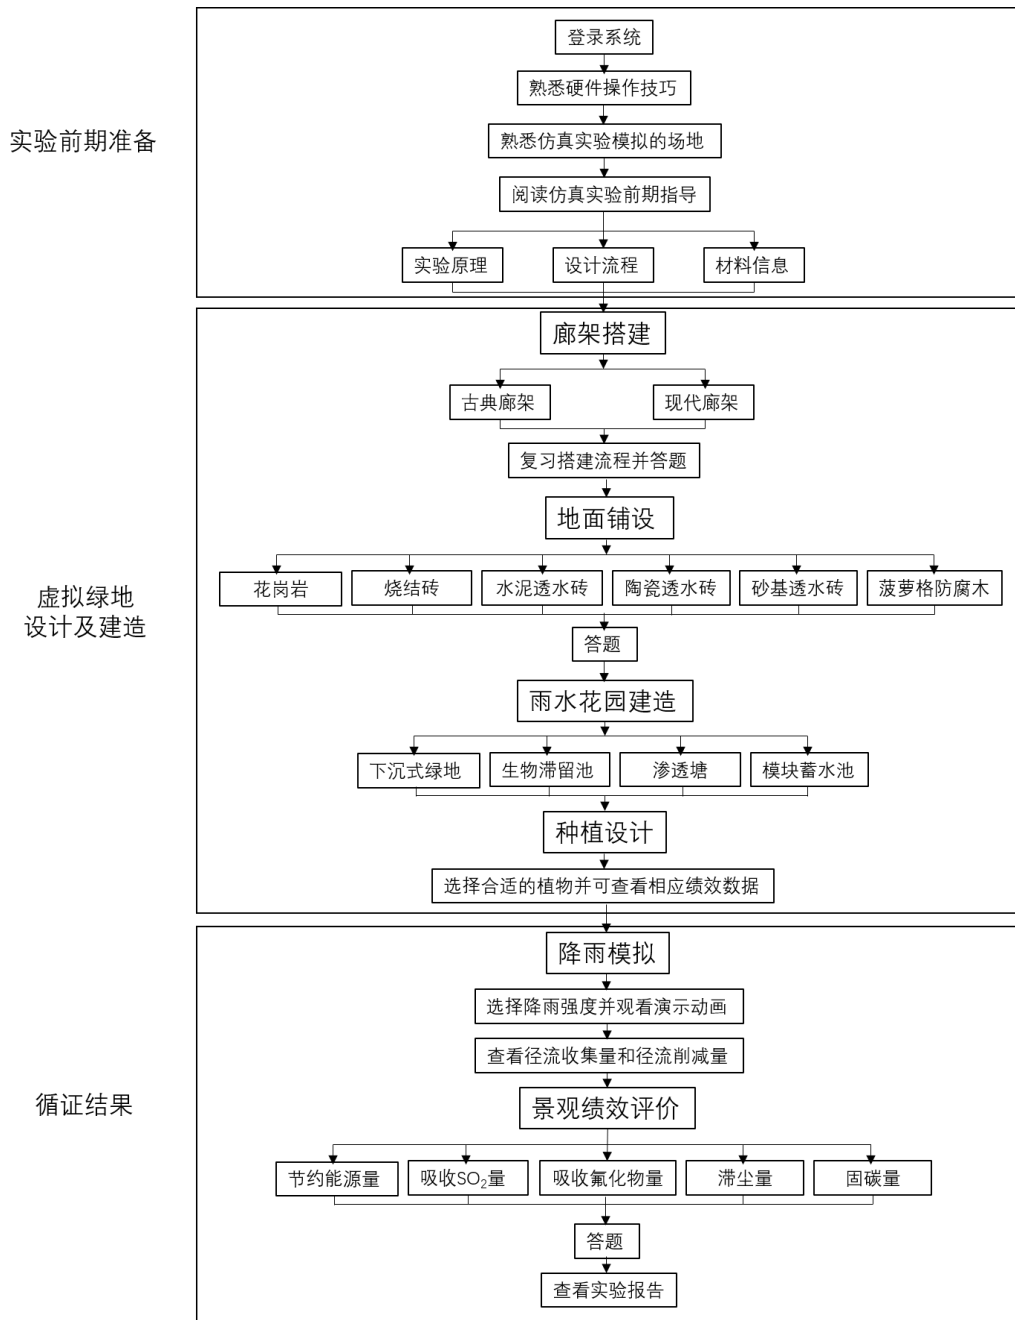 实验前期准备
登录系统
熟悉硬件操作技巧
熟悉仿真实验模拟的场地
阅读仿真实验前期指导
实验原理
设计流程
材料信息
虚拟绿地
设计及建造
廊架搭建
古典廊架
现代廊架
复习搭建流程并答题
地面铺设
花岗岩
烧结砖
水泥透水砖
陶瓷透水砖
砂基透水砖
菠萝格防腐木
答题
雨水花园建造
下沉式绿地
生物滞留池
渗透塘
模块蓄水池
种植设计
选择合适的植物并可查看相应绩效数据
循证结果
降雨模拟
选择降雨强度并观看演示动画
查看径流收集量和径流削减量
景观绩效评价
节约能源量
吸收SO₂量
吸收氟化物量
滞尘量
固碳量
答题
查看实验报告